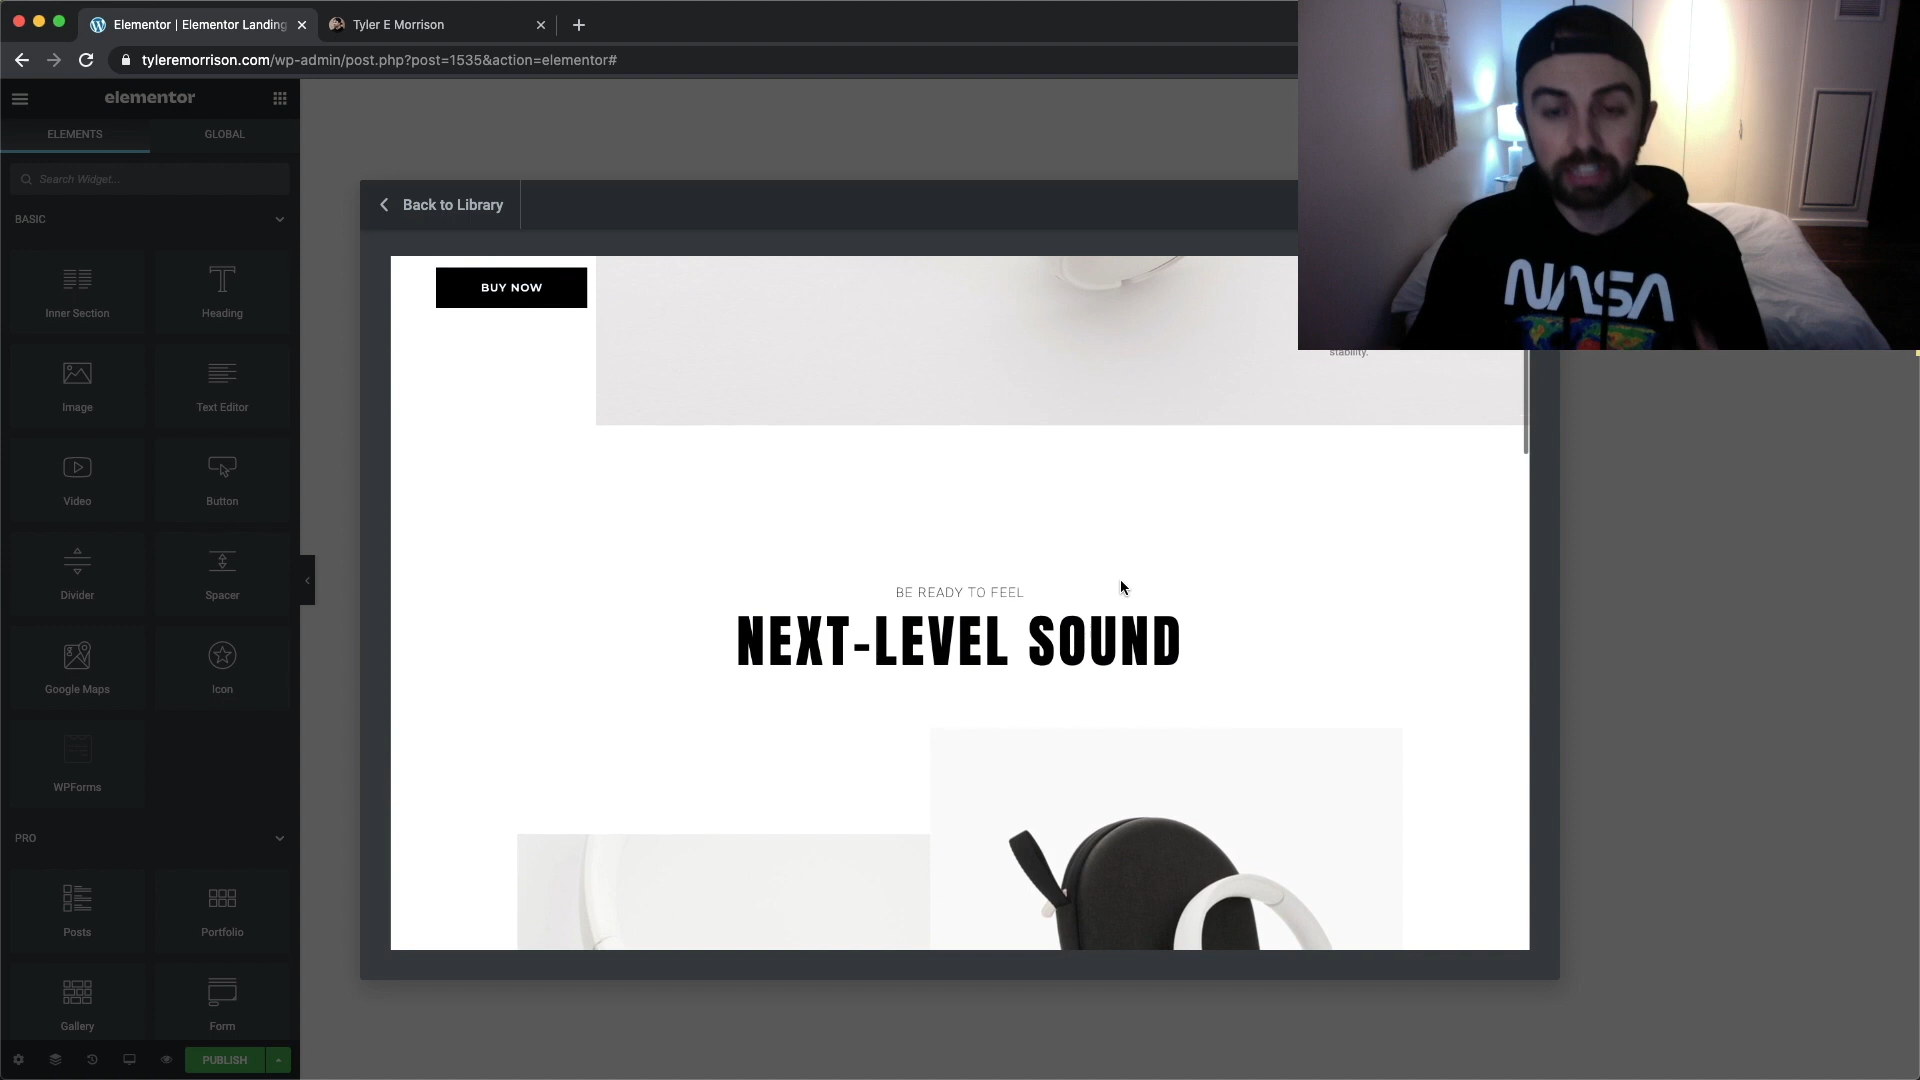 Elementor | Elementor Landing
Tyler E Morrison
tyleremorrison.com/wp-admin/post.php?post=1535&action=elementor#
elementor
ELEMENTS
GLOBAL
Search Widget...
BASIC
Inner Section
Heading
Image
Text Editor
Video
Button
Divider
Spacer
Google Maps
Icon
WPForms
PRO
Posts
Portfolio
Gallery
Form
PUBLISH
Back to Library
BUY NOW
stability.
BE READY TO FEEL
NEXT-LEVEL SOUND
NASA